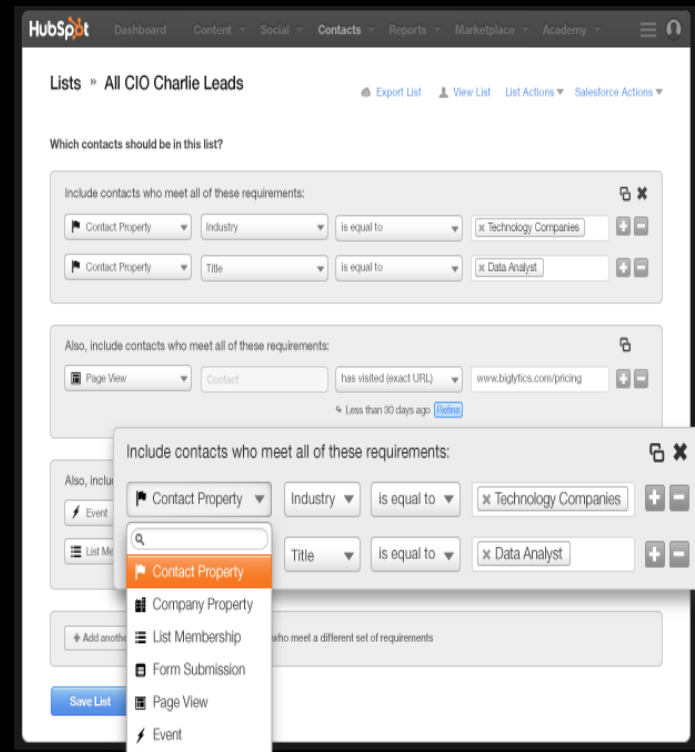 HubSpot Dashboard Content Social Contacts Reports Marketplace Academy
Lists » All CIO Charlie Leads
Export List View List List Actions Salesforce Actions
Which contacts should be in this list?
Include contacts who meet all of these requirements:
Contact Property Industry is equal to x Technology Companies
Contact Property Title is equal to x Data Analyst
Also, include contacts who meet all of these requirements:
Page View Contact has visited (exact URL) www.biglytics.com/pricing
Less than 30 days ago Refine
Include contacts who meet all of these requirements:
Also, inclu
Contact Property Industry is equal to x Technology Companies
Event
List Me
Title is equal to x Data Analyst
Contact Property
Company Property
List Membership
Form Submission
Page View
Event
+ Add anothe who meet a different set of requirements
Save List